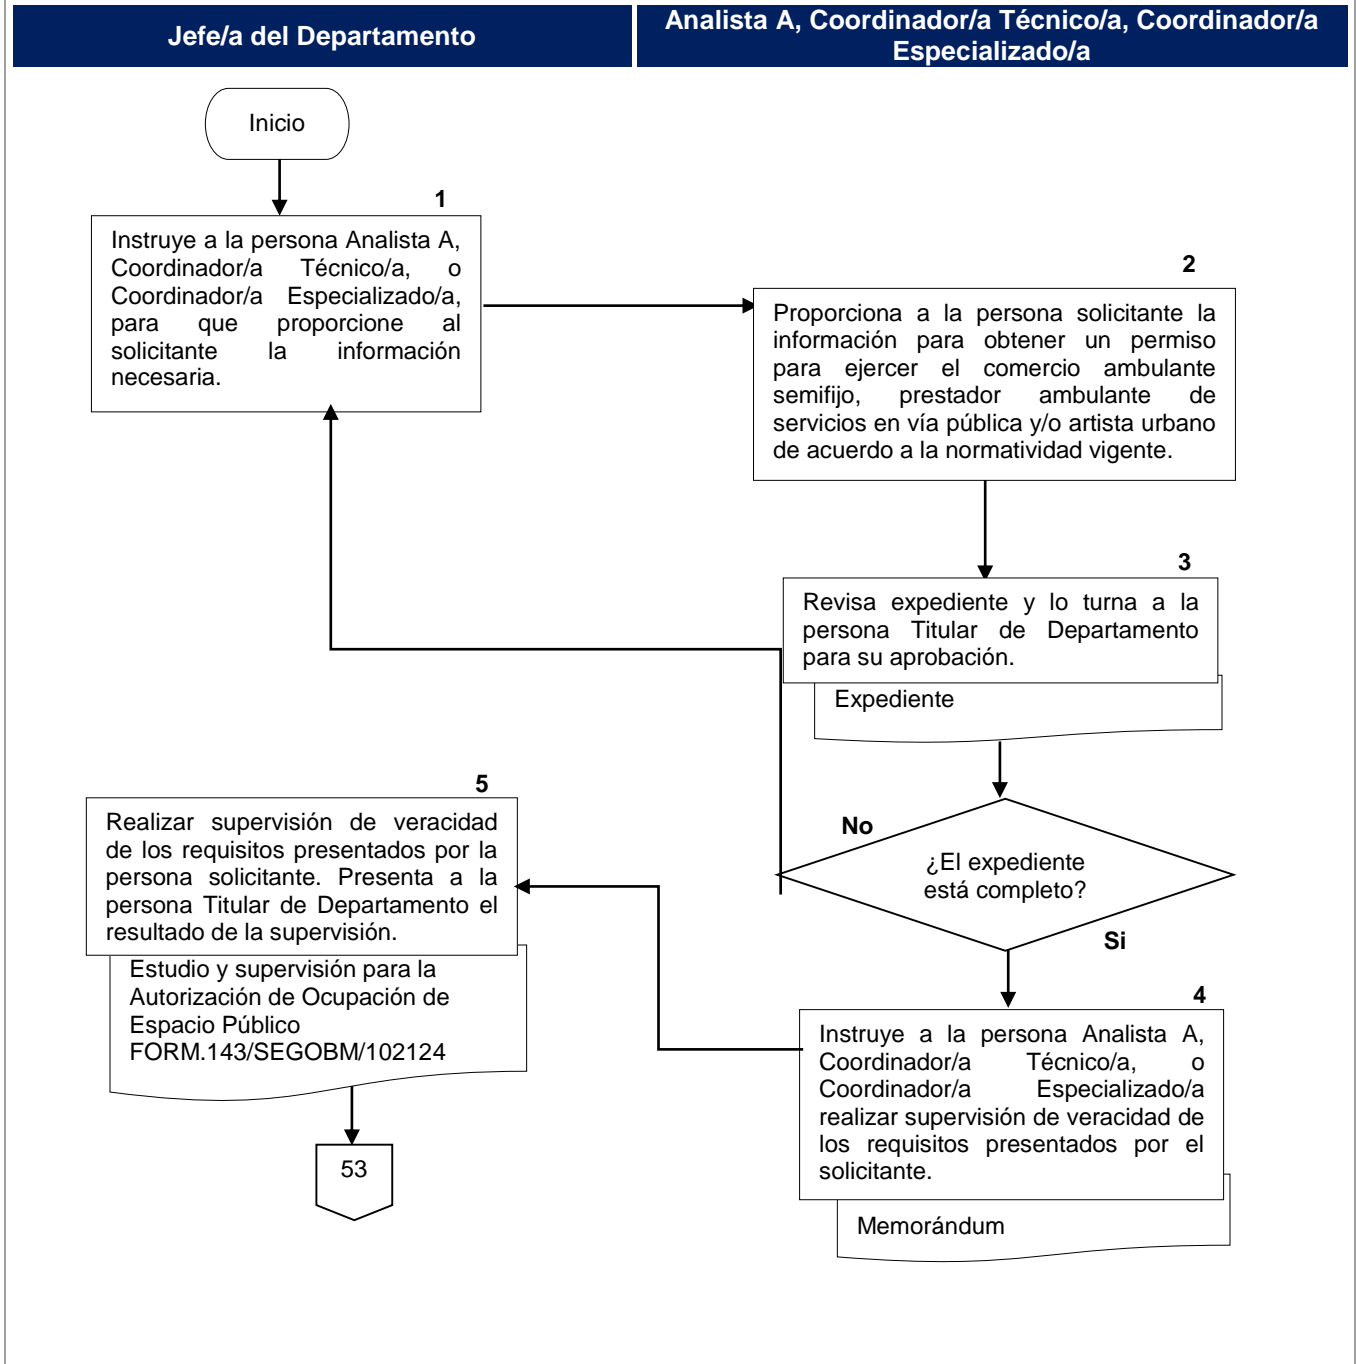 Jefe/a del Departamento
Analista A, Coordinador/a Técnico/a, Coordinador/a
Especializado/a
Inicio
1
Instruye a la persona Analista A,
Coordinador/a Técnico/a, o
Coordinador/a Especializado/a,
para que proporcione al
solicitante la información
necesaria.
2
Proporciona a la persona solicitante la
información para obtener un permiso
para ejercer el comercio ambulante
semifijo, prestador ambulante de
servicios en vía pública y/o artista urbano
de acuerdo a la normatividad vigente.
3
Revisa expediente y lo turna a la
persona Titular de Departamento
para su aprobación.
Expediente
No
¿El expediente
está completo?
Si
4
Instruye a la persona Analista A,
Coordinador/a Técnico/a, o
Coordinador/a Especializado/a
realizar supervisión de veracidad de
los requisitos presentados por el
solicitante.
Memorándum
5
Realizar supervisión de veracidad
de los requisitos presentados por la
persona solicitante. Presenta a la
persona Titular de Departamento el
resultado de la supervisión.
Estudio y supervisión para la
Autorización de Ocupación de
Espacio Público
FORM.143/SEGOBM/102124
53